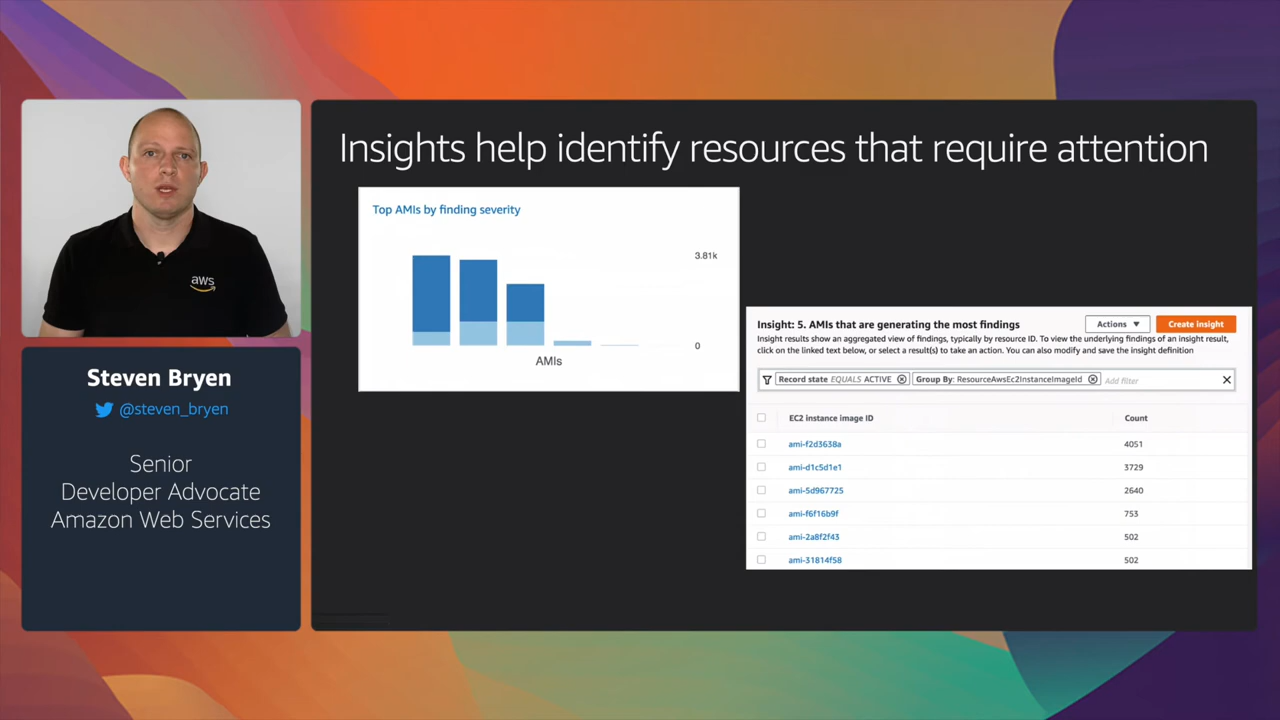 aws
Steven Bryen
@steven_bryen
Senior
Developer Advocate
Amazon Web Services
Insights help identify resources that require attention
Top AMIs by finding severity
3.81k
0
AMIs
Insight: 5. AMIs that are generating the most findings
Actions ▼
Create insight
Insight results show an aggregated view of findings, typically by resource ID. To view the underlying findings of an insight result,
click on the linked text below, or select a result(s) to take an action. You can also modify and save the insight definition
Record state EQUALS ACTIVE
Group By: ResourceAwsEc2InstanceImageId
Add filter
EC2 instance image ID Count
ami-f2d3638a 4051
ami-d1c5d1e1 3729
ami-5d967725 2640
ami-f6f16b9f 753
ami-2a8f2f43 502
ami-31814f58 502